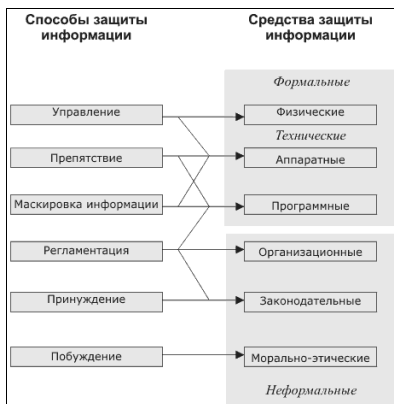 Способы защиты
информации
Средства защиты
информации
Формальные
Управление
Физические
Технические
Препятствие
Аппаратные
Маскировка информации
Программные
Регламентация
Организационные
Принуждение
Законодательные
Побуждение
Морально-этические
Неформальные